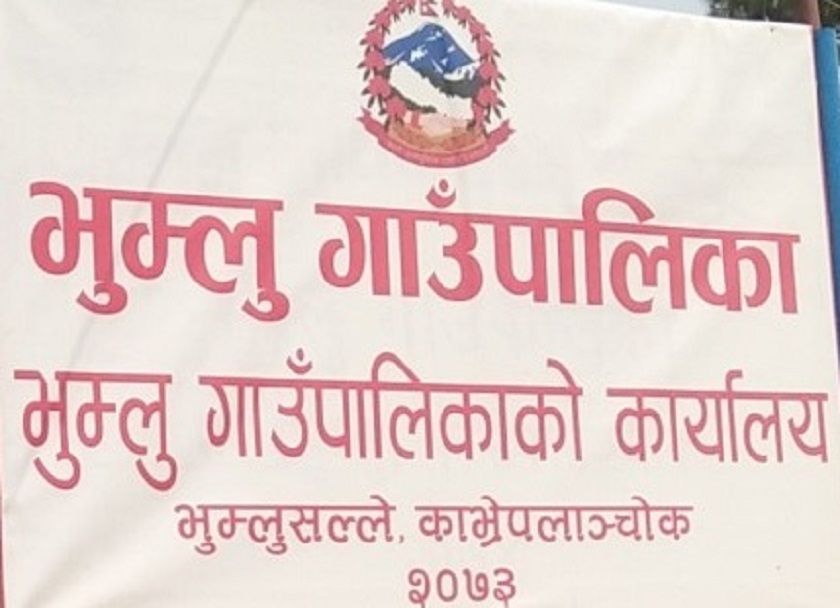 भुम्लु गाउँपालिका
भुम्लु गाउँपालिकाको कार्यालय
भुम्लुसल्ले, काभ्रेपलाञ्चोक
२०७३